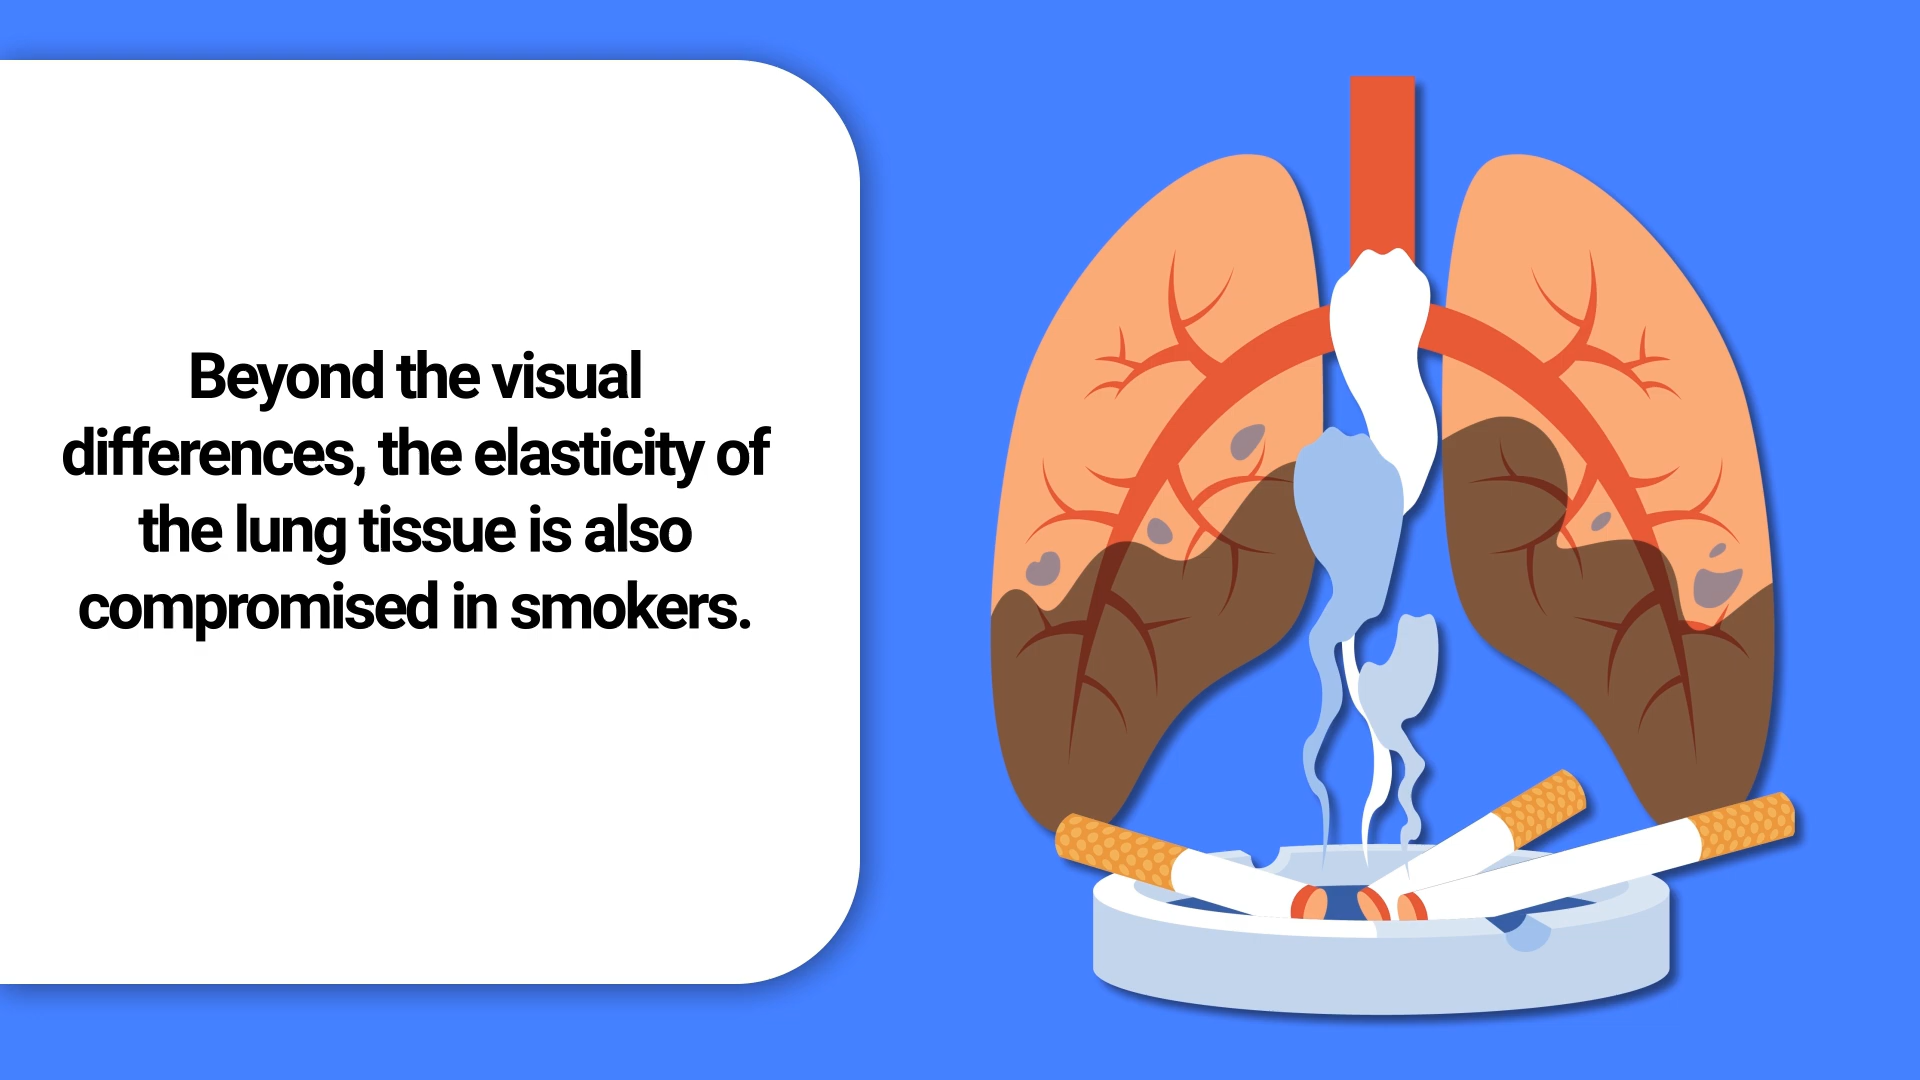 Beyond the visual
differences, the elasticity of
the lung tissue is also
compromised in smokers.